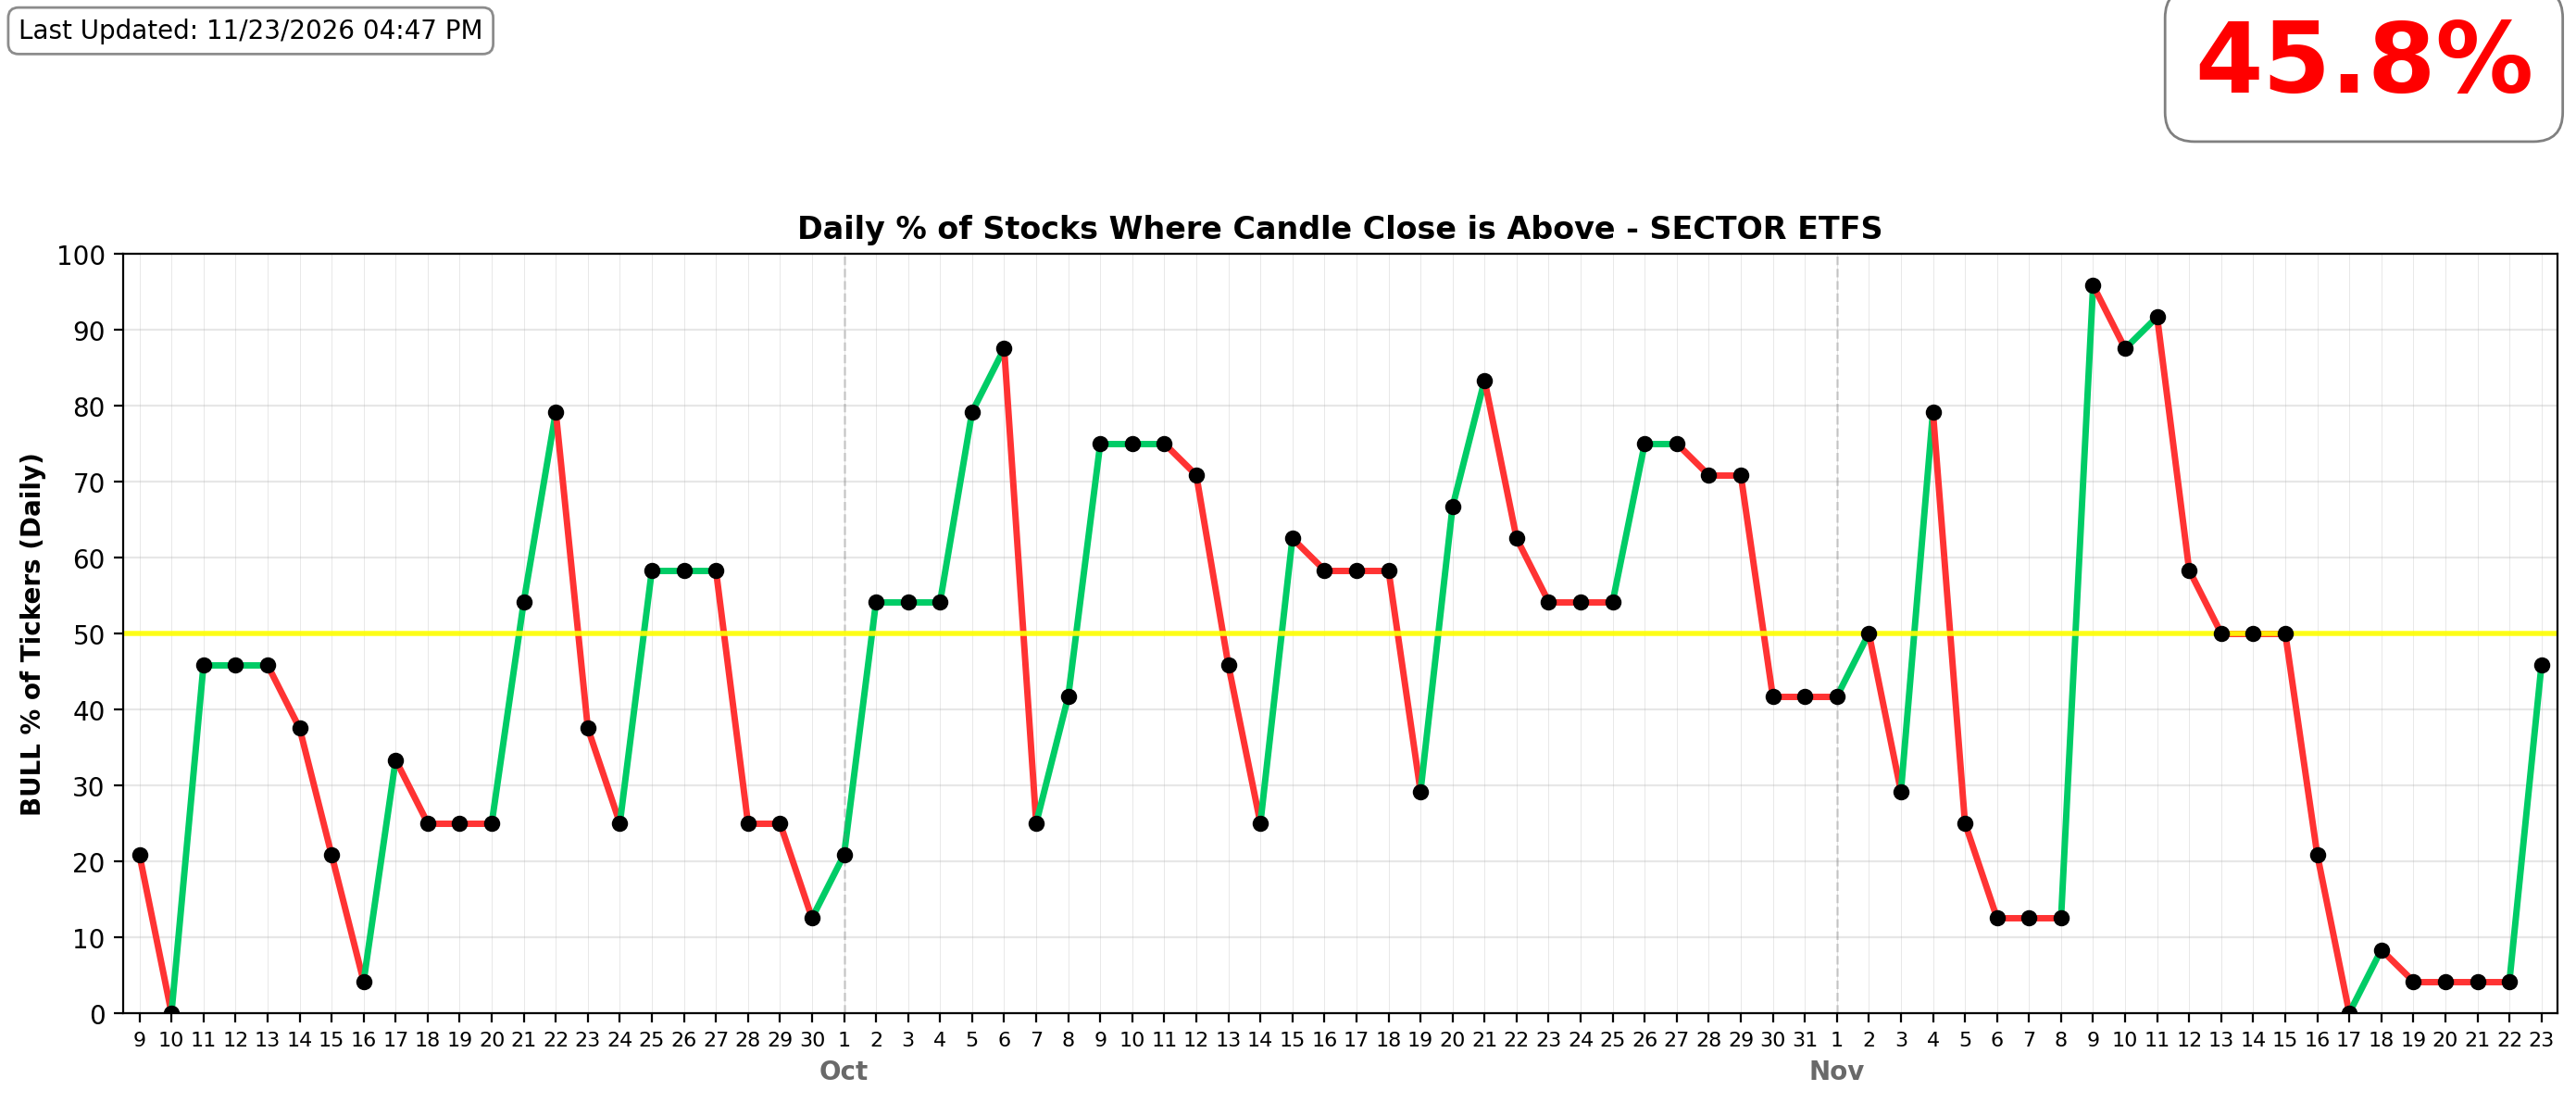 Last Updated: 11/23/2026 04:47 PM
45.8%
Daily % of Stocks Where Candle Close is Above - SECTOR ETFS
BULL % of Tickers (Daily)
100
90
80
70
60
50
40
30
20
10
0
9 10 11 12 13 14 15 16 17 18 19 20 21 22 23 24 25 26 27 28 29 30 1 2 3 4 5 6 7 8 9 10 11 12 13 14 15 16 17 18 19 20 21 22 23 24 25 26 27 28 29 30 31 1 2 3 4 5 6 7 8 9 10 11 12 13 14 15 16 17 18 19 20 21 22 23
Oct Nov